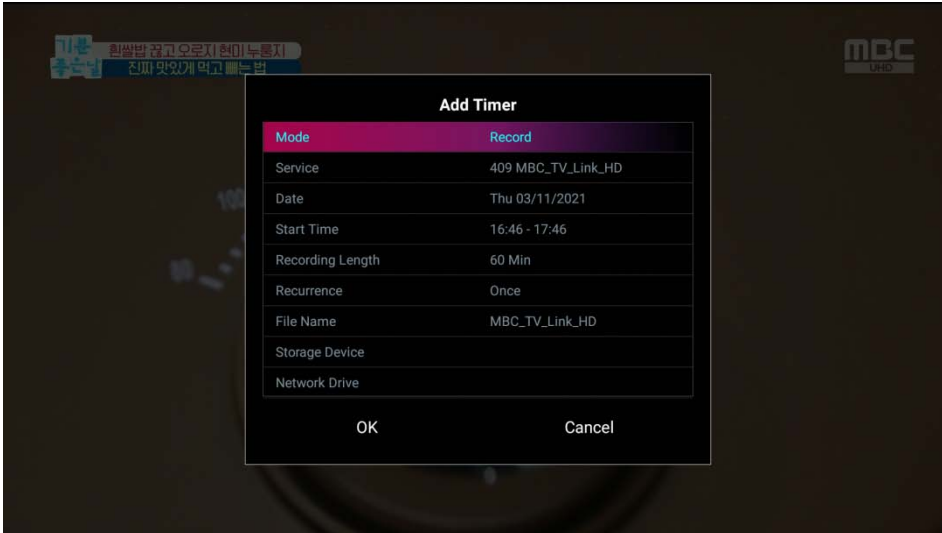 기분
좋은날
흰쌀밥 끊고 오로지 현미 누룽지
진짜 맛있게 먹고 빼는 법
MBC
UHD
Add Timer
Mode Record
Service 409 MBC_TV_Link_HD
Date Thu 03/11/2021
Start Time 16:46 - 17:46
Recording Length 60 Min
Recurrence Once
File Name MBC_TV_Link_HD
Storage Device
Network Drive
OK Cancel
100
80
0